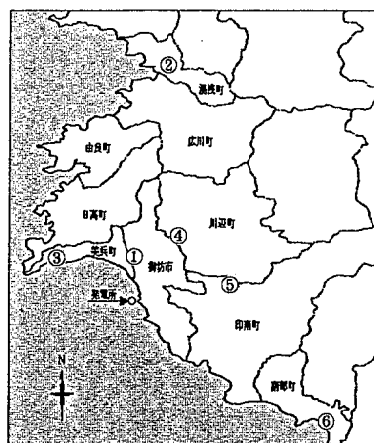 ②
湯浅町
広川町
由良町
日高町
川辺町
④
美浜町
③
①
御坊市
⑤
発電所
印南町
N
南部町
⑥